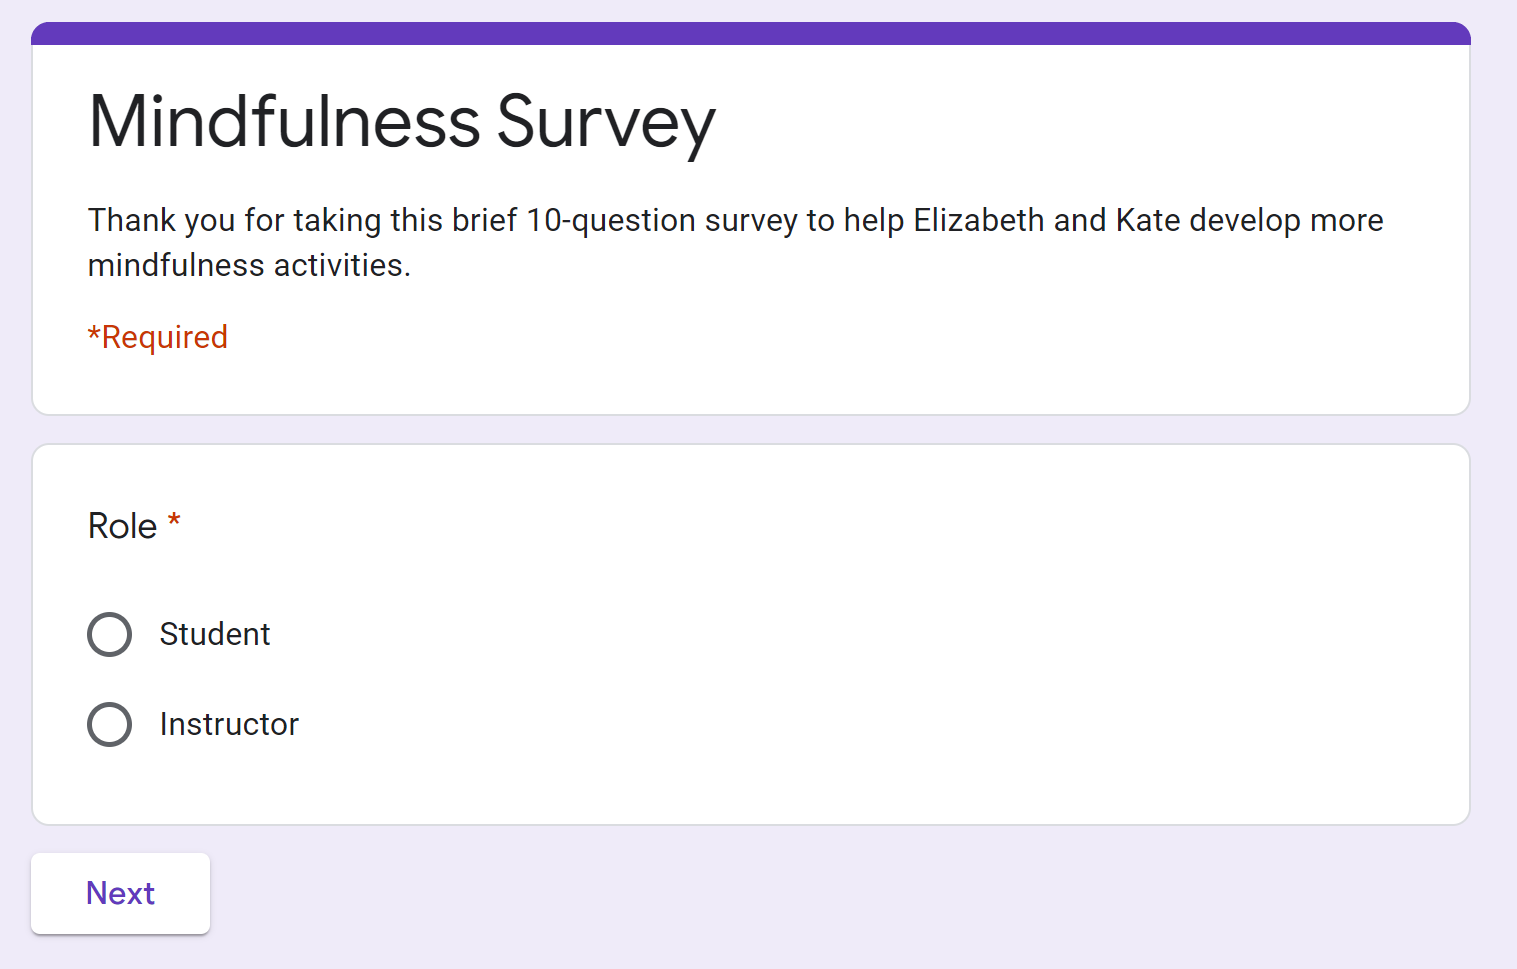 Mindfulness Survey
Thank you for taking this brief 10-question survey to help Elizabeth and Kate develop more
mindfulness activities.
*Required
Role *
Student
Instructor
Next